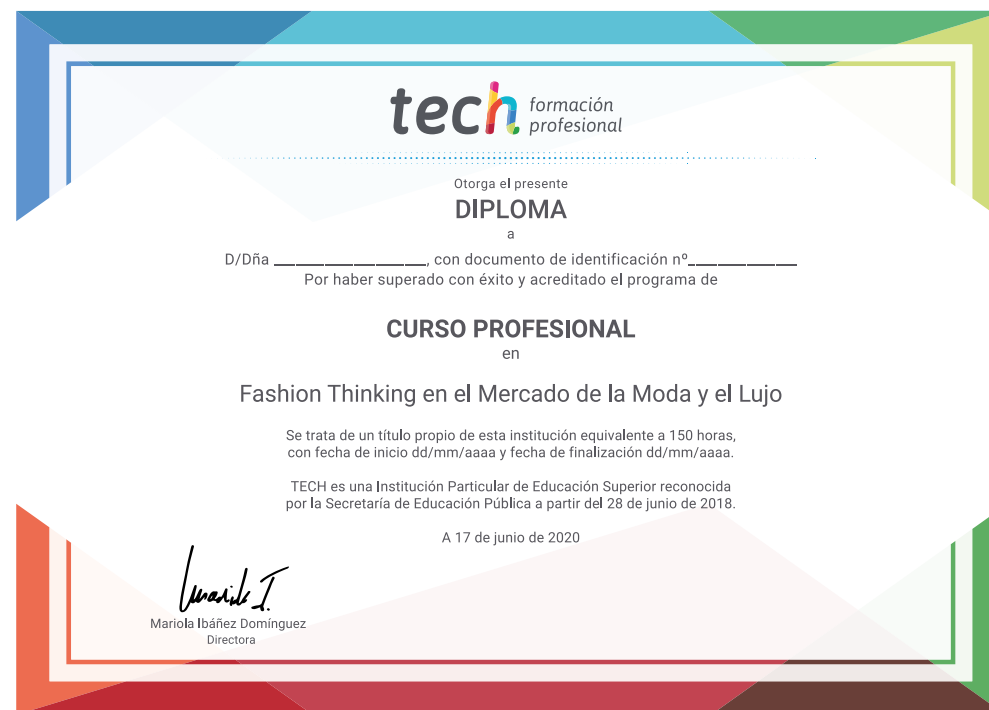 tech formación
profesional
Otorga el presente
DIPLOMA
a
D/Dña _________________, con documento de identificación nº____________
Por haber superado con éxito y acreditado el programa de
CURSO PROFESIONAL
en
Fashion Thinking en el Mercado de la Moda y el Lujo
Se trata de un título propio de esta institución equivalente a 150 horas,
con fecha de inicio dd/mm/aaaa y fecha de finalización dd/mm/aaaa.
TECH es una Institución Particular de Educación Superior reconocida
por la Secretaría de Educación Pública a partir del 28 de junio de 2018.
A 17 de junio de 2020
Mariola Ibáñez Domínguez
Directora